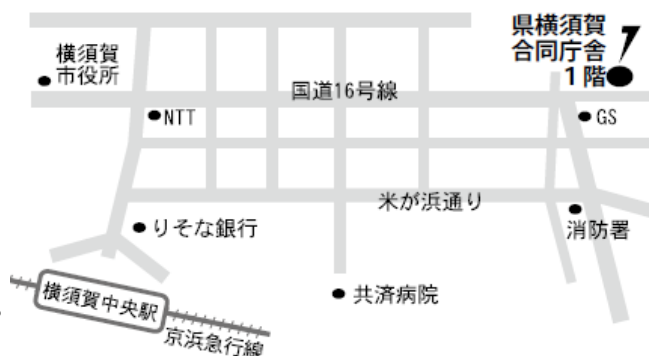 県横須賀
合同庁舎
1階
横須賀
市役所
国道16号線
NTT
GS
米が浜通り
りそな銀行
消防署
共済病院
横須賀中央駅
京浜急行線